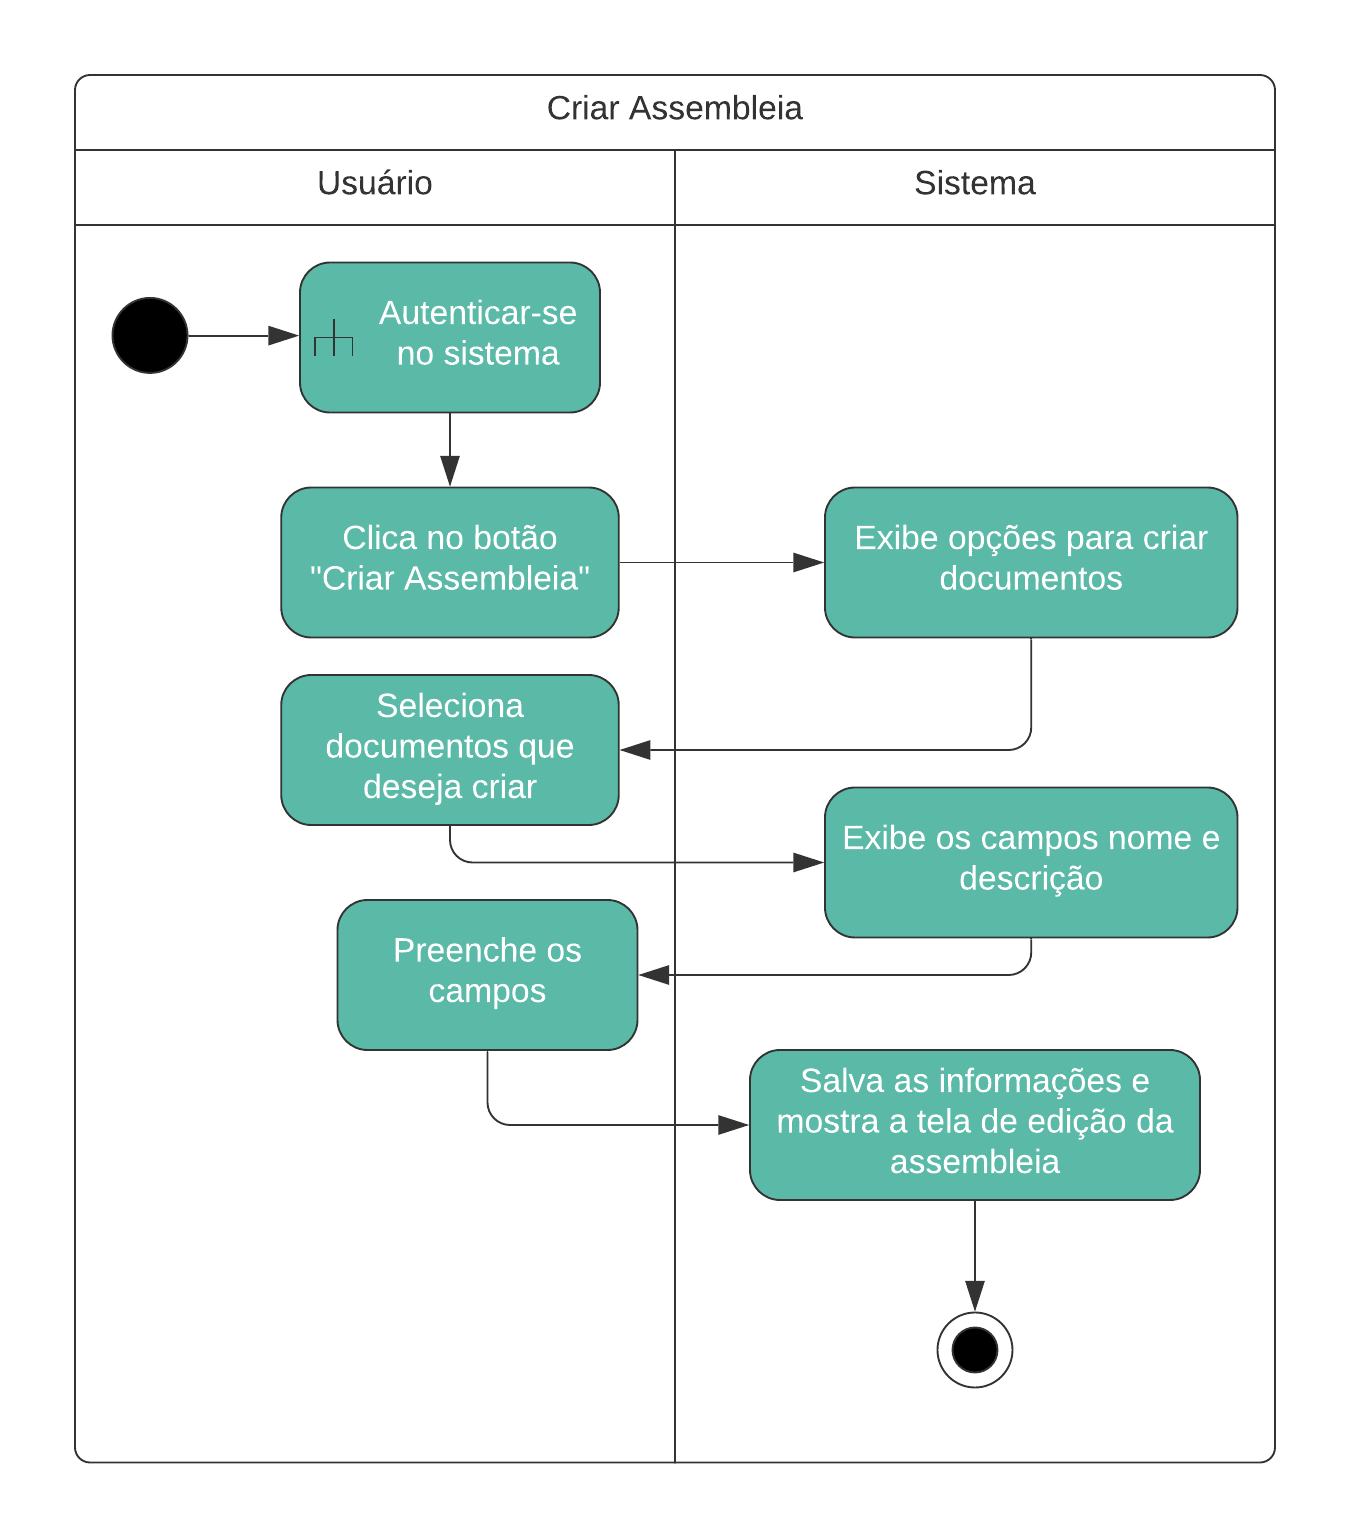 Criar Assembleia
Usuário
Sistema
Autenticar-se
no sistema
Clica no botão
"Criar Assembleia"
Exibe opções para criar
documentos
Seleciona
documentos que
deseja criar
Exibe os campos nome e
descrição
Preenche os
campos
Salva as informações e
mostra a tela de edição da
assembleia